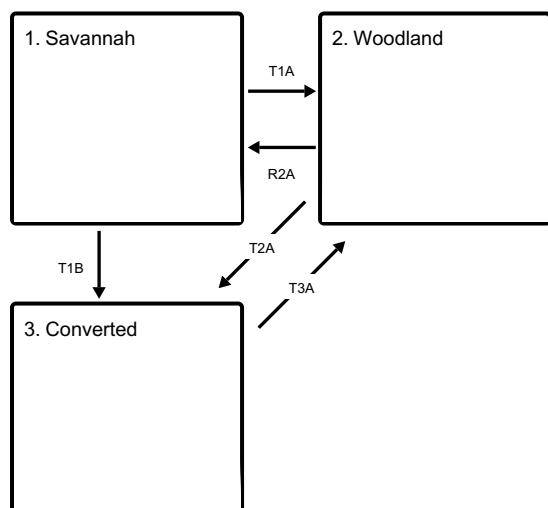 1. Savannah
2. Woodland
T1A
R2A
T1B
T2A
T3A
3. Converted